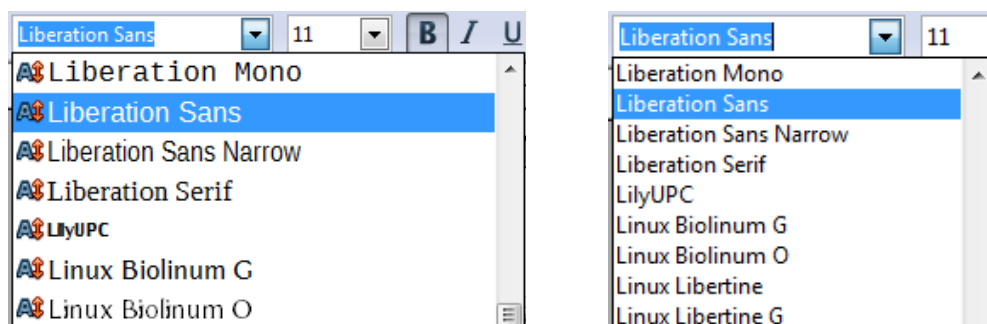 Liberation Sans 11 B I U
Liberation Mono
Liberation Sans
Liberation Sans Narrow
Liberation Serif
LilyUPC
Linux Biolinum G
Linux Biolinum O
Liberation Sans 11
Liberation Mono
Liberation Sans
Liberation Sans Narrow
Liberation Serif
LilyUPC
Linux Biolinum G
Linux Biolinum O
Linux Libertine
Linux Libertine G